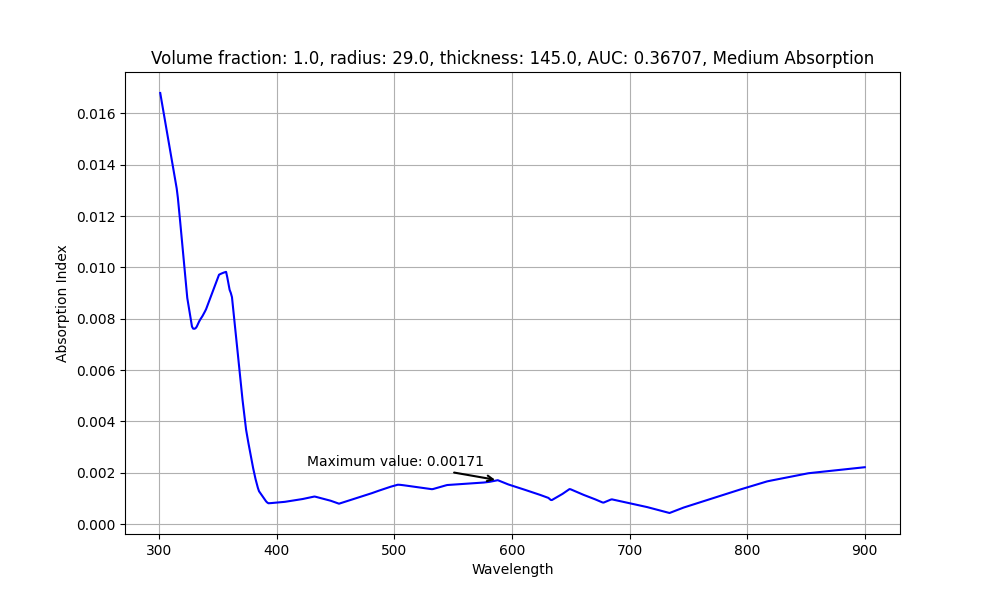 Volume fraction: 1.0, radius: 29.0, thickness: 145.0, AUC: 0.36707, Medium Absorption
Absorption Index
0.016
0.014
0.012
0.010
0.008
0.006
0.004
0.002
0.000
Maximum value: 0.00171
300 400 500 600 700 800 900
Wavelength